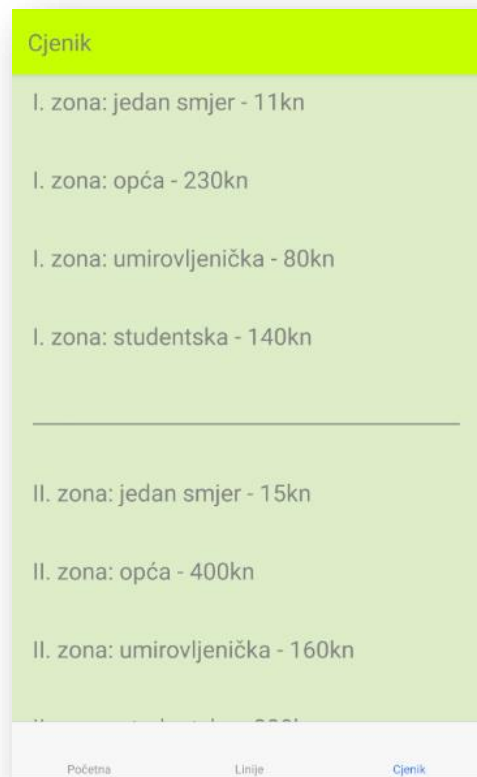 Cjenik
I. zona: jedan smjer - 11kn
I. zona: opća - 230kn
I. zona: umirovljenička - 80kn
I. zona: studentska - 140kn
II. zona: jedan smjer - 15kn
II. zona: opća - 400kn
II. zona: umirovljenička - 160kn
Početna Linije Cjenik